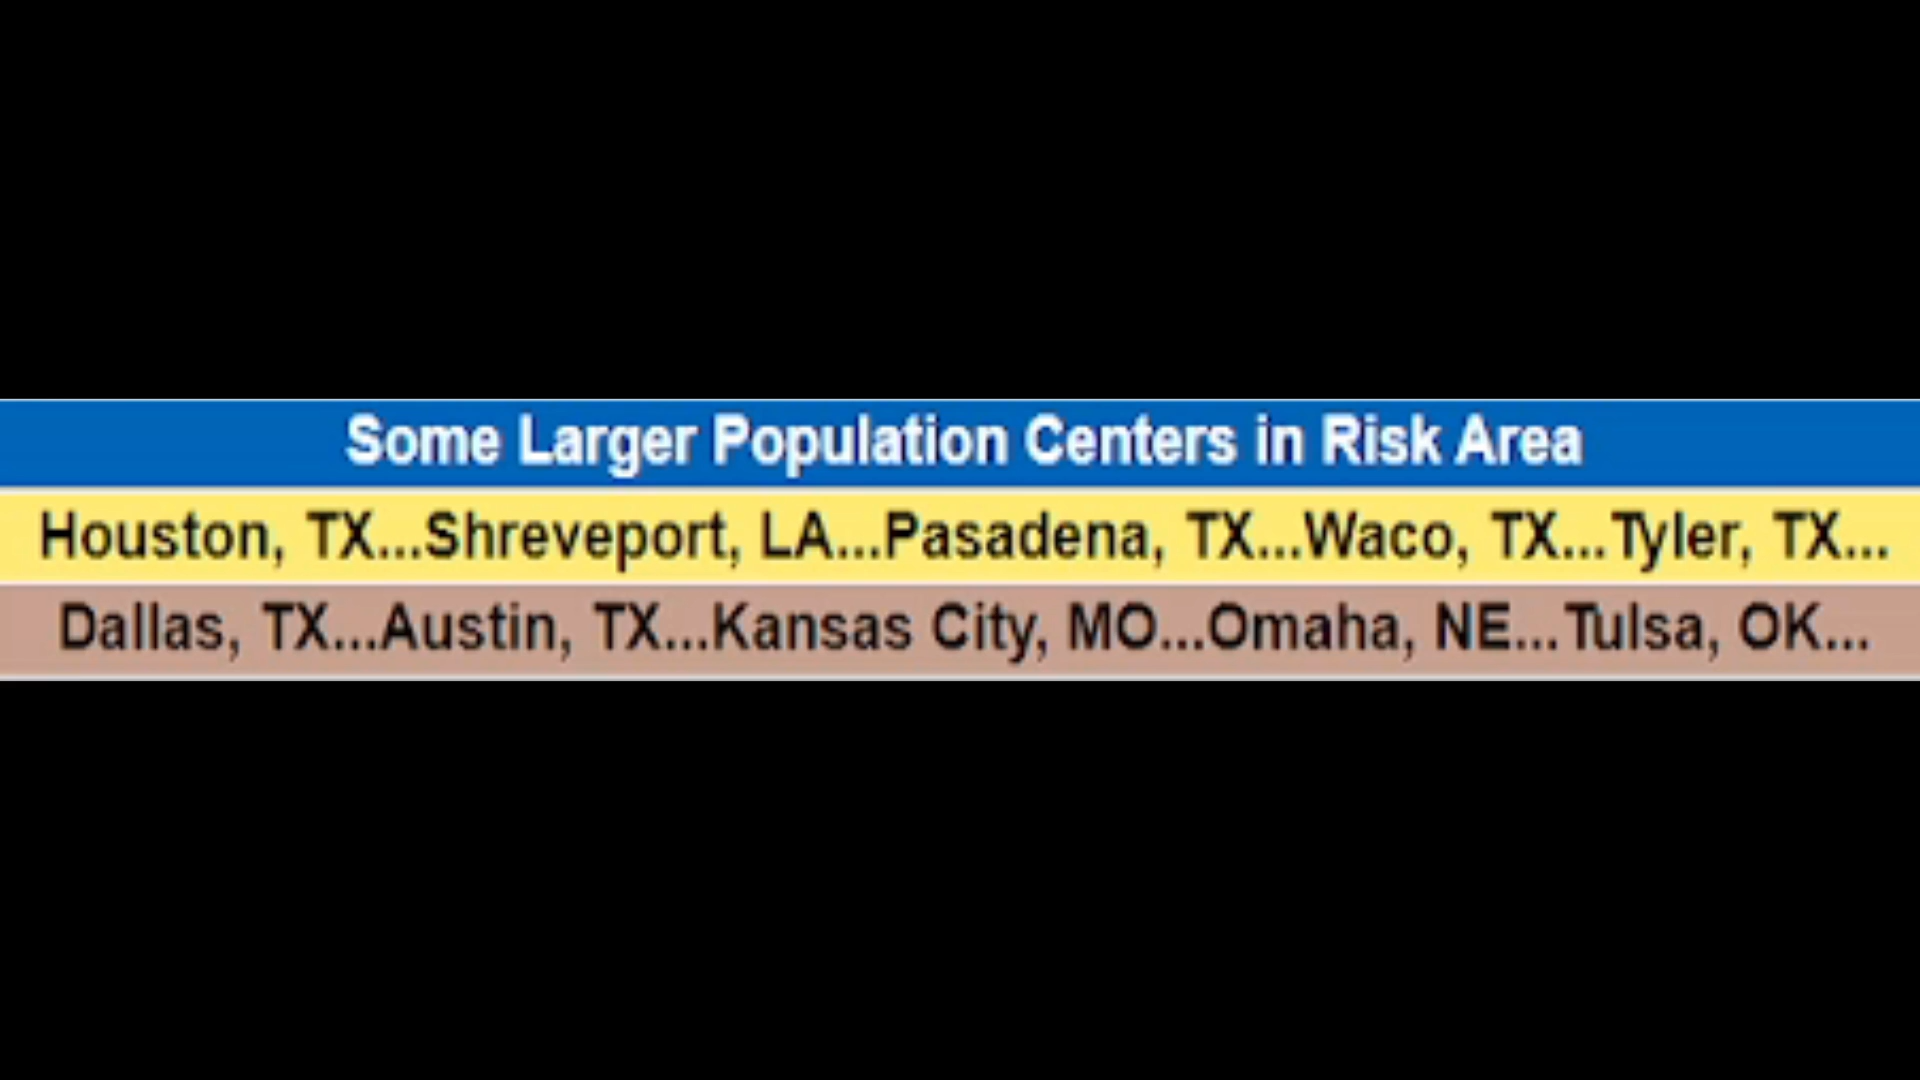 Some Larger Population Centers in Risk Area
Houston, TX...Shreveport, LA...Pasadena, TX...Waco, TX...Tyler, TX...
Dallas, TX...Austin, TX...Kansas City, MO...Omaha, NE...Tulsa, OK...